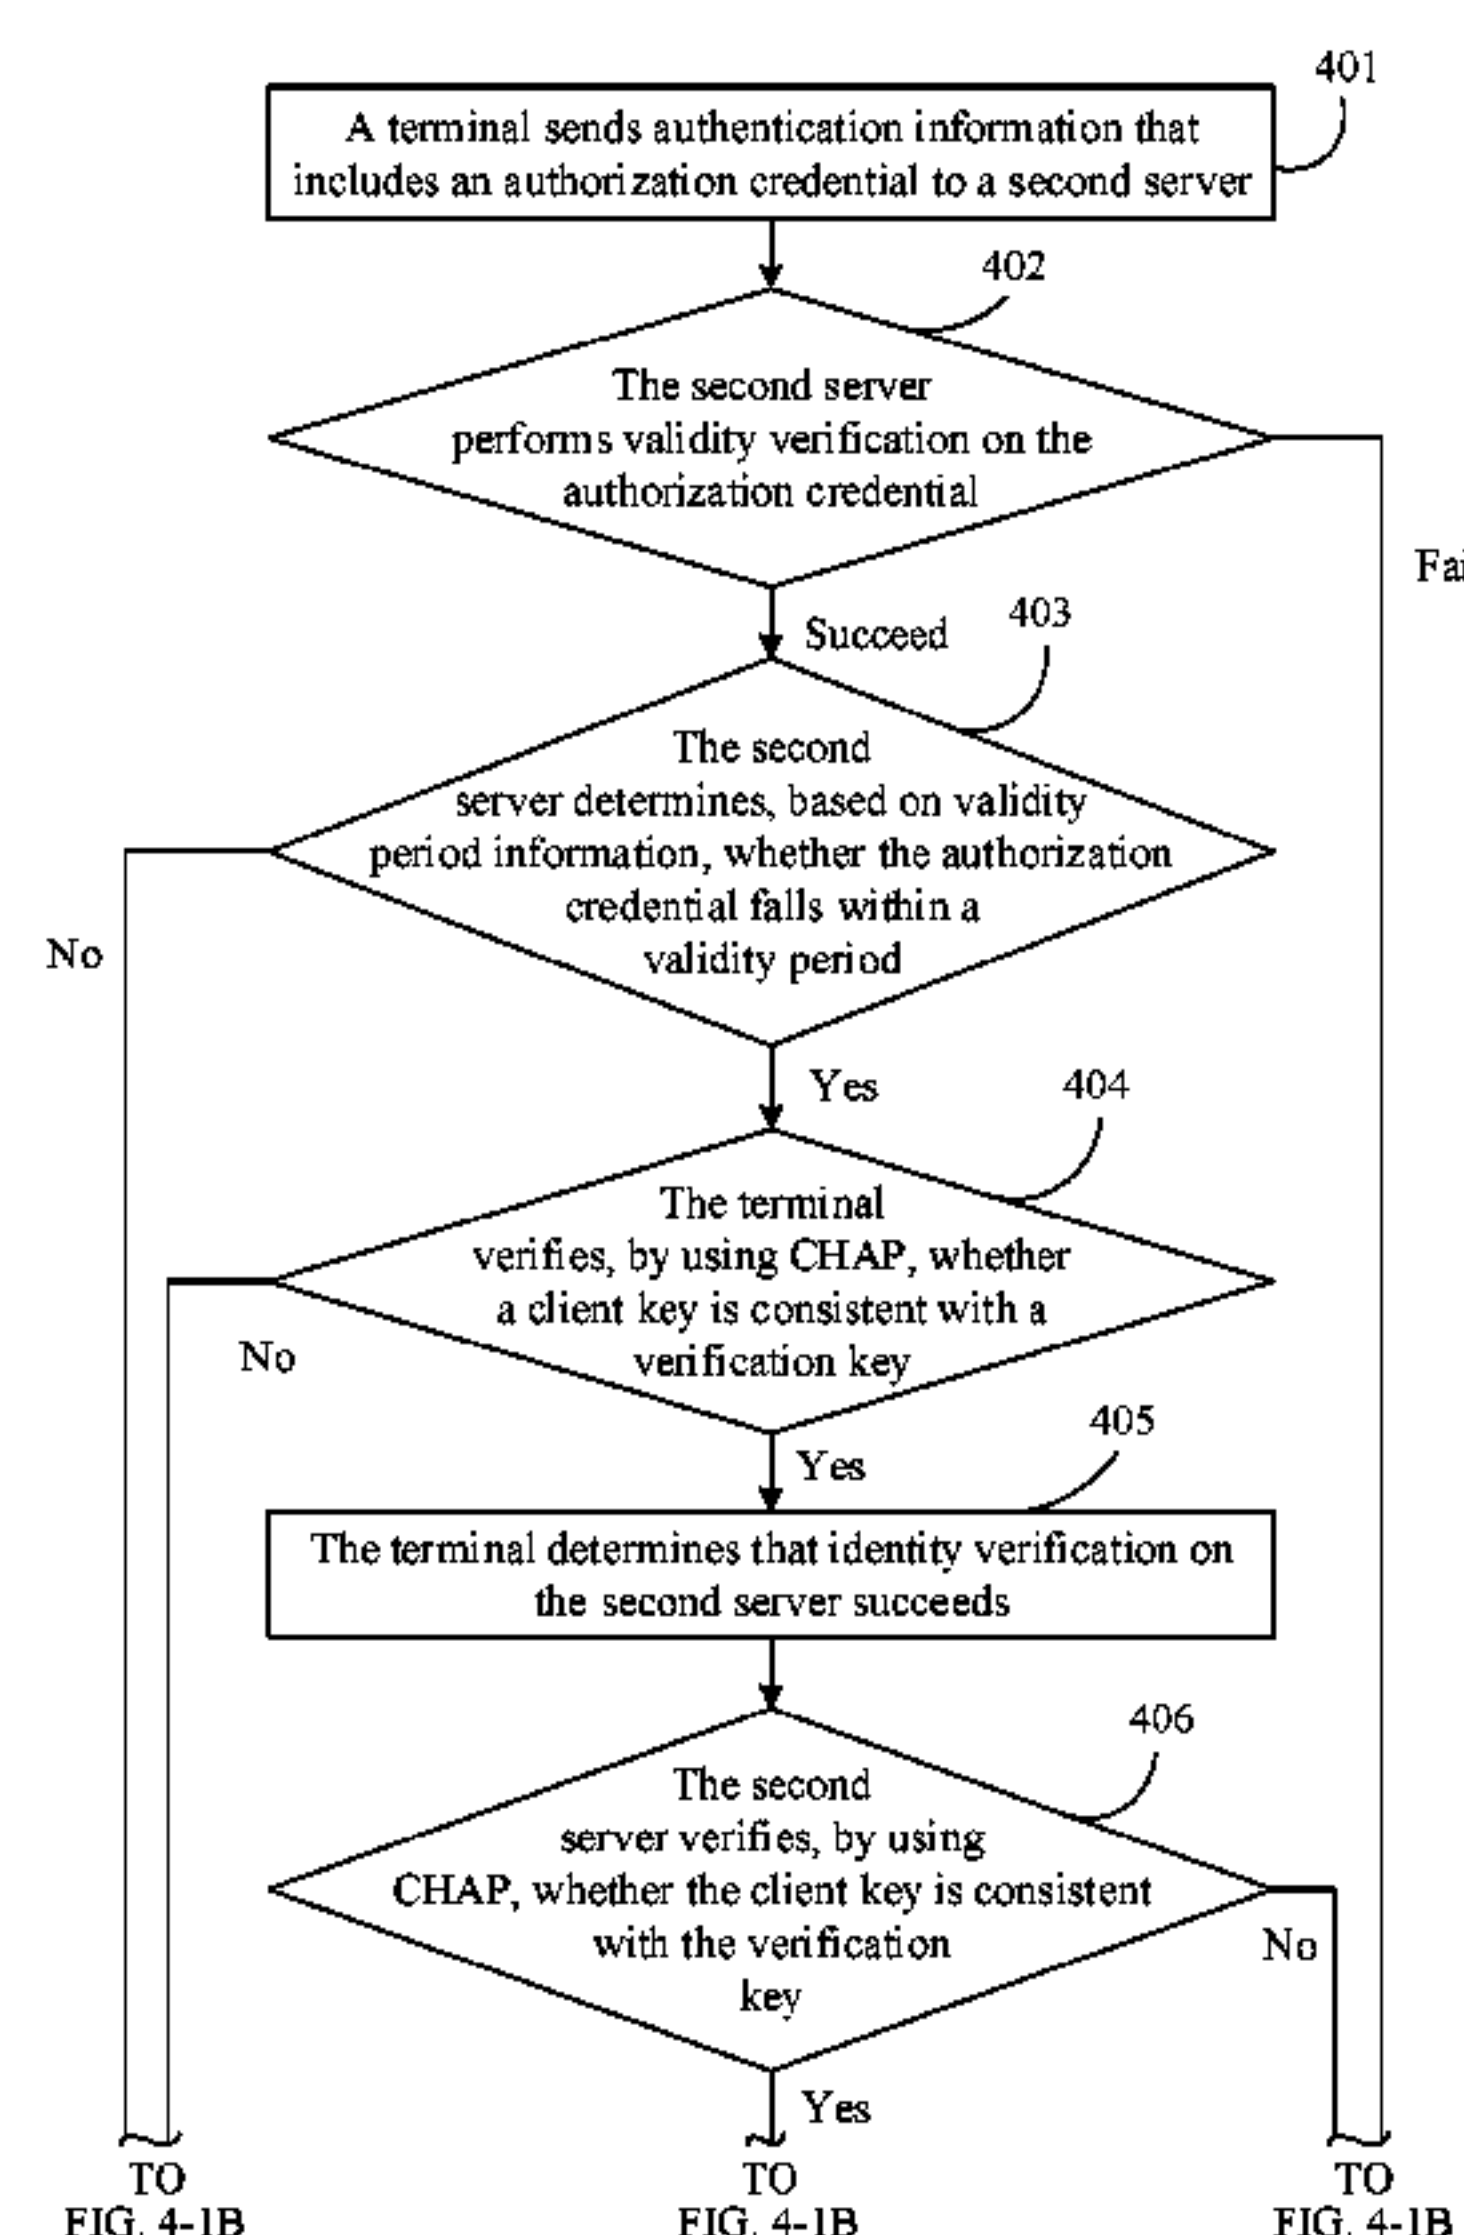 401
A terminal sends authentication information that
includes an authorization credential to a second server
402
The second server
performs validity verification on the
authorization credential
Succeed
403
The second
server determines, based on validity
period information, whether the authorization
credential falls within a
validity period
No
Yes
404
The terminal
verifies, by using CHAP, whether
a client key is consistent with a
verification key
No
Yes
405
The terminal determines that identity verification on
the second server succeeds
406
The second
server verifies, by using
CHAP, whether the client key is consistent
with the verification
key
No
Yes
TO
FIG. 4-1B
TO
FIG. 4-1B
TO
FIG. 4-1B